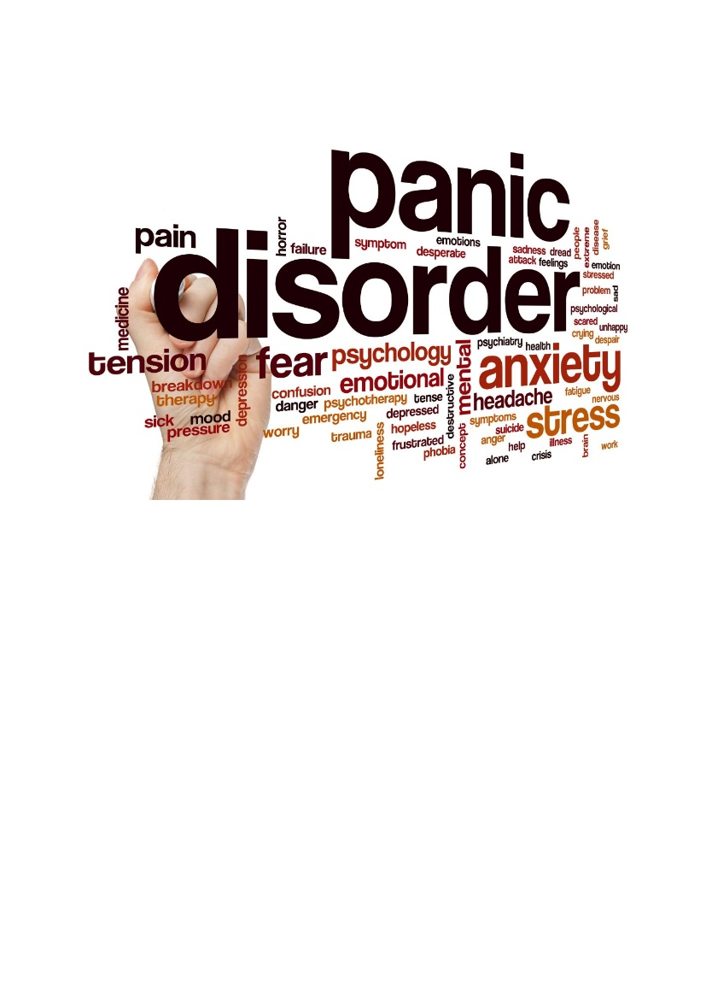 panic
disorder
pain
horror
failure
symptom
emotions
desperate
sadness
dread
attack
feelings
people
extreme
disease
grief
emotion
stressed
problem
sad
psychological
scared
unhappy
crying
despair
medicine
tension
fear
psychology
psychiatry
health
anxiety
mental
emotional
breakdown
therapy
depression
confusion
danger
psychotherapy
tense
destructive
headache
fatigue
nervous
sick
mood
pressure
emergency
depressed
symptoms
suicide
stress
worry
trauma
loneliness
hopeless
frustrated
phobia
concept
anger
help
illness
brain
work
alone
crisis